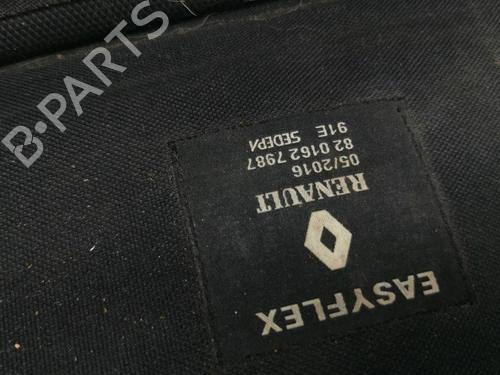 EASYFLEX
RENAULT
05/2016
82 0162 7987
91E SEDEPA
B-PARTS